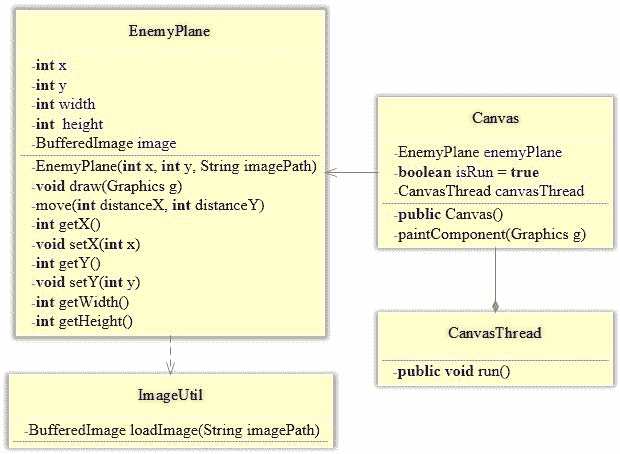 EnemyPlane
-int x
-int y
-int width
-int height
-BufferedImage image
-EnemyPlane(int x, int y, String imagePath)
-void draw(Graphics g)
-move(int distanceX, int distanceY)
-int getX()
-void setX(int x)
-int getY()
-void setY(int y)
-int getWidth()
-int getHeight()
Canvas
-EnemyPlane enemyPlane
-boolean isRun = true
-CanvasThread canvasThread
-public Canvas()
-paintComponent(Graphics g)
CanvasThread
-public void run()
ImageUtil
-BufferedImage loadImage(String imagePath)